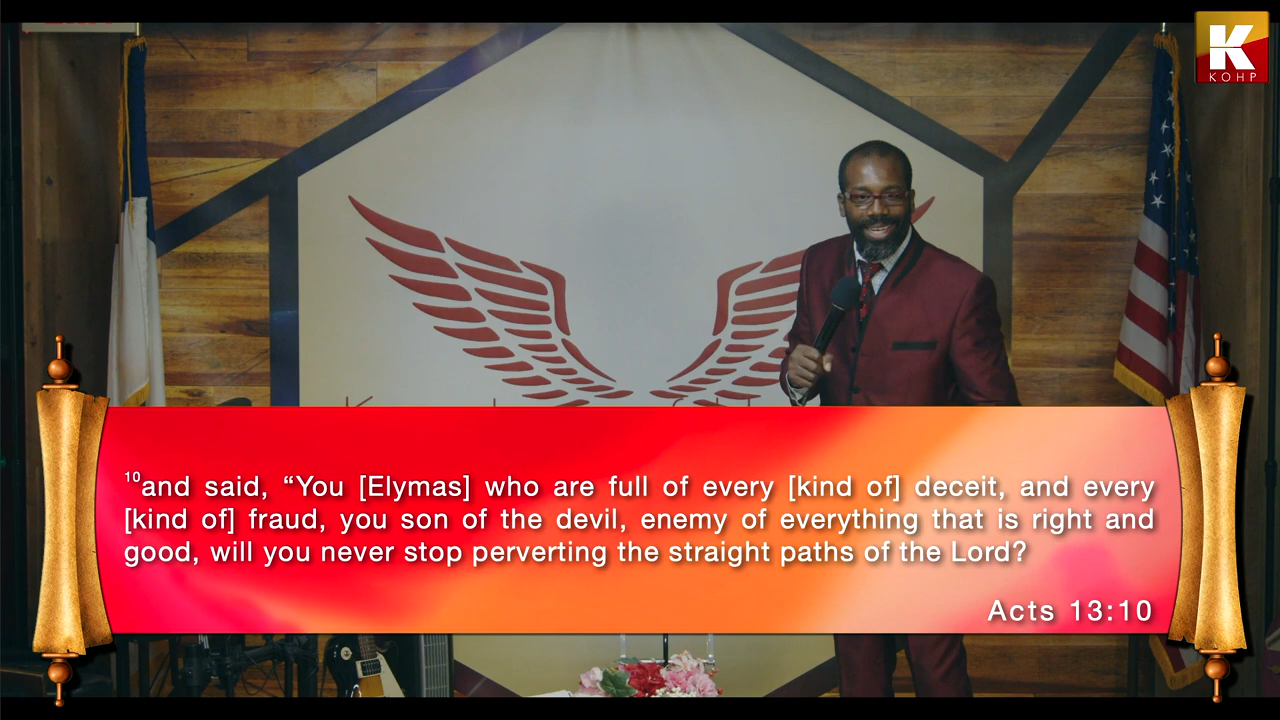 K
KOHP
¹⁰and said, “You [Elymas] who are full of every [kind of] deceit, and every
[kind of] fraud, you son of the devil, enemy of everything that is right and
good, will you never stop perverting the straight paths of the Lord?
Acts 13:10